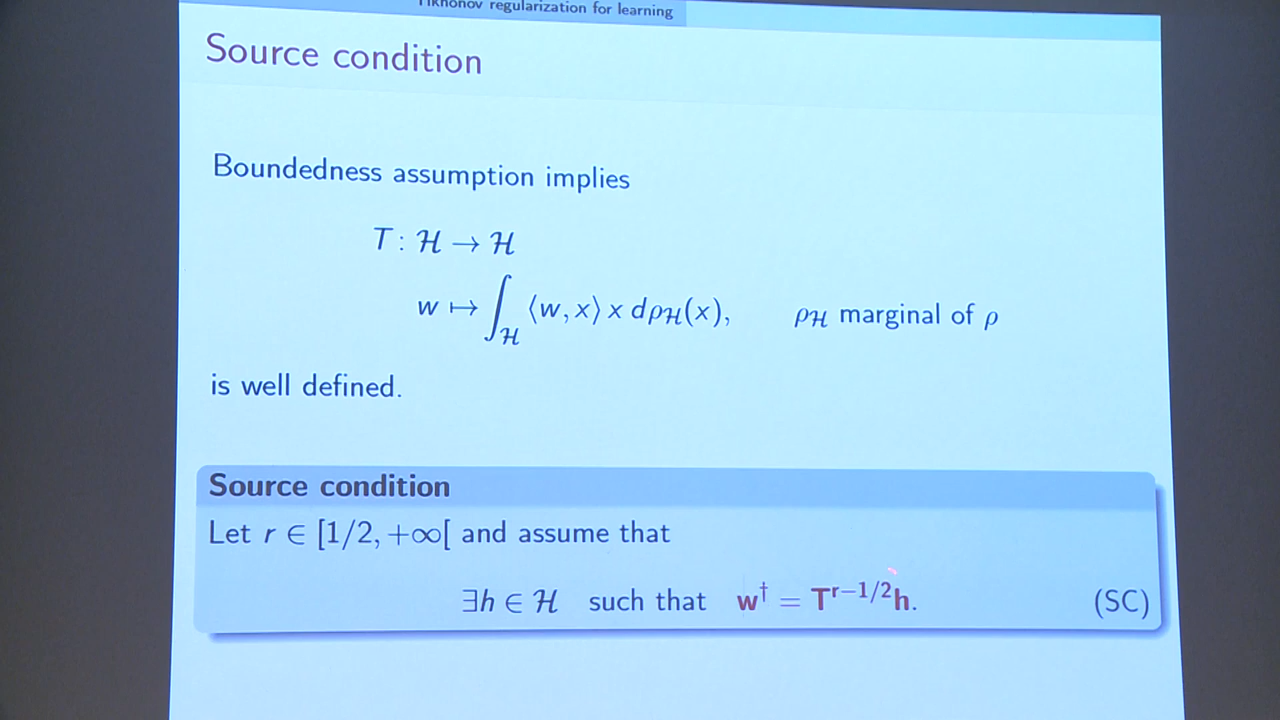 Tikhonov regularization for learning
Source condition
Boundedness assumption implies
T : ℋ → ℋ
w ↦ ∫_ℋ ⟨w, x⟩ x dρ_ℋ(x), ρ_ℋ marginal of ρ
is well defined.
Source condition
Let r ∈ [1/2, +∞[ and assume that
∃h ∈ ℋ such that w† = T^{r−1/2}h. (SC)